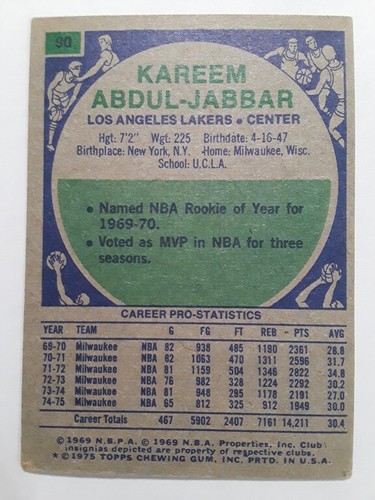 90
KAREEM
ABDUL-JABBAR
LOS ANGELES LAKERS • CENTER
Hgt: 7'2" Wgt: 225 Birthdate: 4-16-47
Birthplace: New York, N.Y. Home: Milwaukee, Wisc.
School: U.C.L.A.
• Named NBA Rookie of Year for
1969-70.
• Voted as MVP in NBA for three
seasons.
CAREER PRO-STATISTICS
YEAR TEAM G FG FT REB - PTS AVG
69-70 Milwaukee NBA 82 938 485 1190 2361 28.8
70-71 Milwaukee NBA 82 1063 470 1311 2596 31.7
71-72 Milwaukee NBA 81 1159 504 1346 2822 34.8
72-73 Milwaukee NBA 76 982 328 1224 2292 30.2
73-74 Milwaukee NBA 81 948 295 1178 2191 27.0
74-75 Milwaukee NBA 65 812 325 912 1949 30.0
Career Totals 467 5902 2407 7161 14,211 30.4
© 1969 N.B.P.A. © 1969 N.B.A. Properties, Inc. Club
insignias depicted are property of respective clubs.
* © 1975 TOPPS CHEWING GUM, INC. PRTD. IN U.S.A.